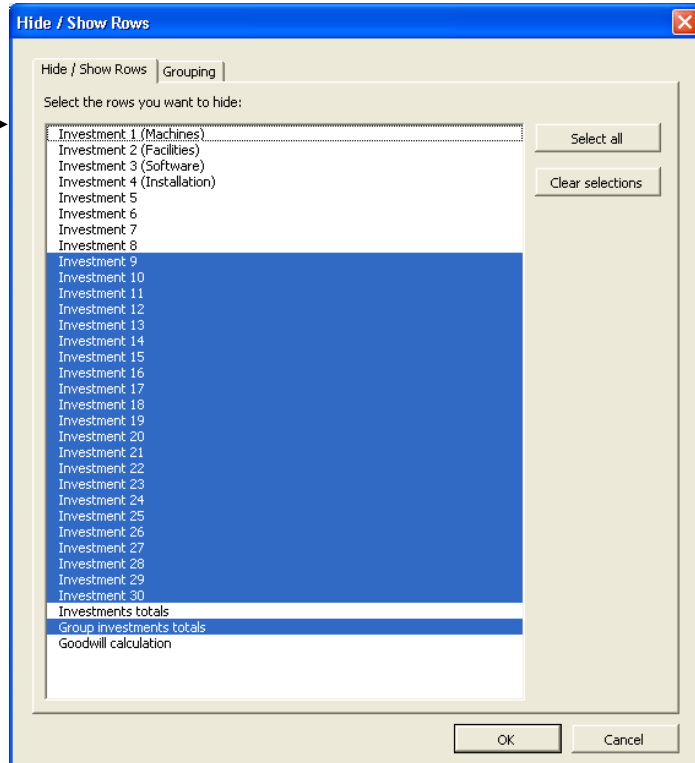 Hide / Show Rows
Hide / Show Rows
Grouping
Select the rows you want to hide:
Investment 1 (Machines)
Investment 2 (Facilities)
Investment 3 (Software)
Investment 4 (Installation)
Investment 5
Investment 6
Investment 7
Investment 8
Investment 9
Investment 10
Investment 11
Investment 12
Investment 13
Investment 14
Investment 15
Investment 16
Investment 17
Investment 18
Investment 19
Investment 20
Investment 21
Investment 22
Investment 23
Investment 24
Investment 25
Investment 26
Investment 27
Investment 28
Investment 29
Investment 30
Investments totals
Group investments totals
Goodwill calculation
Select all
Clear selections
OK
Cancel